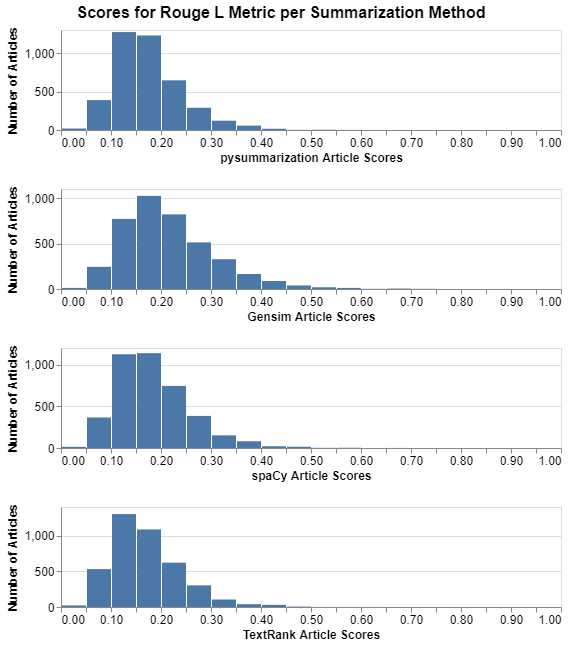 Scores for Rouge L Metric per Summarization Method
Number of Articles
1,000
500
0
0.00 0.10 0.20 0.30 0.40 0.50 0.60 0.70 0.80 0.90 1.00
pysummarization Article Scores
Number of Articles
1,000
500
0
0.00 0.10 0.20 0.30 0.40 0.50 0.60 0.70 0.80 0.90 1.00
Gensim Article Scores
Number of Articles
1,000
500
0
0.00 0.10 0.20 0.30 0.40 0.50 0.60 0.70 0.80 0.90 1.00
spaCy Article Scores
Number of Articles
1,000
500
0
0.00 0.10 0.20 0.30 0.40 0.50 0.60 0.70 0.80 0.90 1.00
TextRank Article Scores